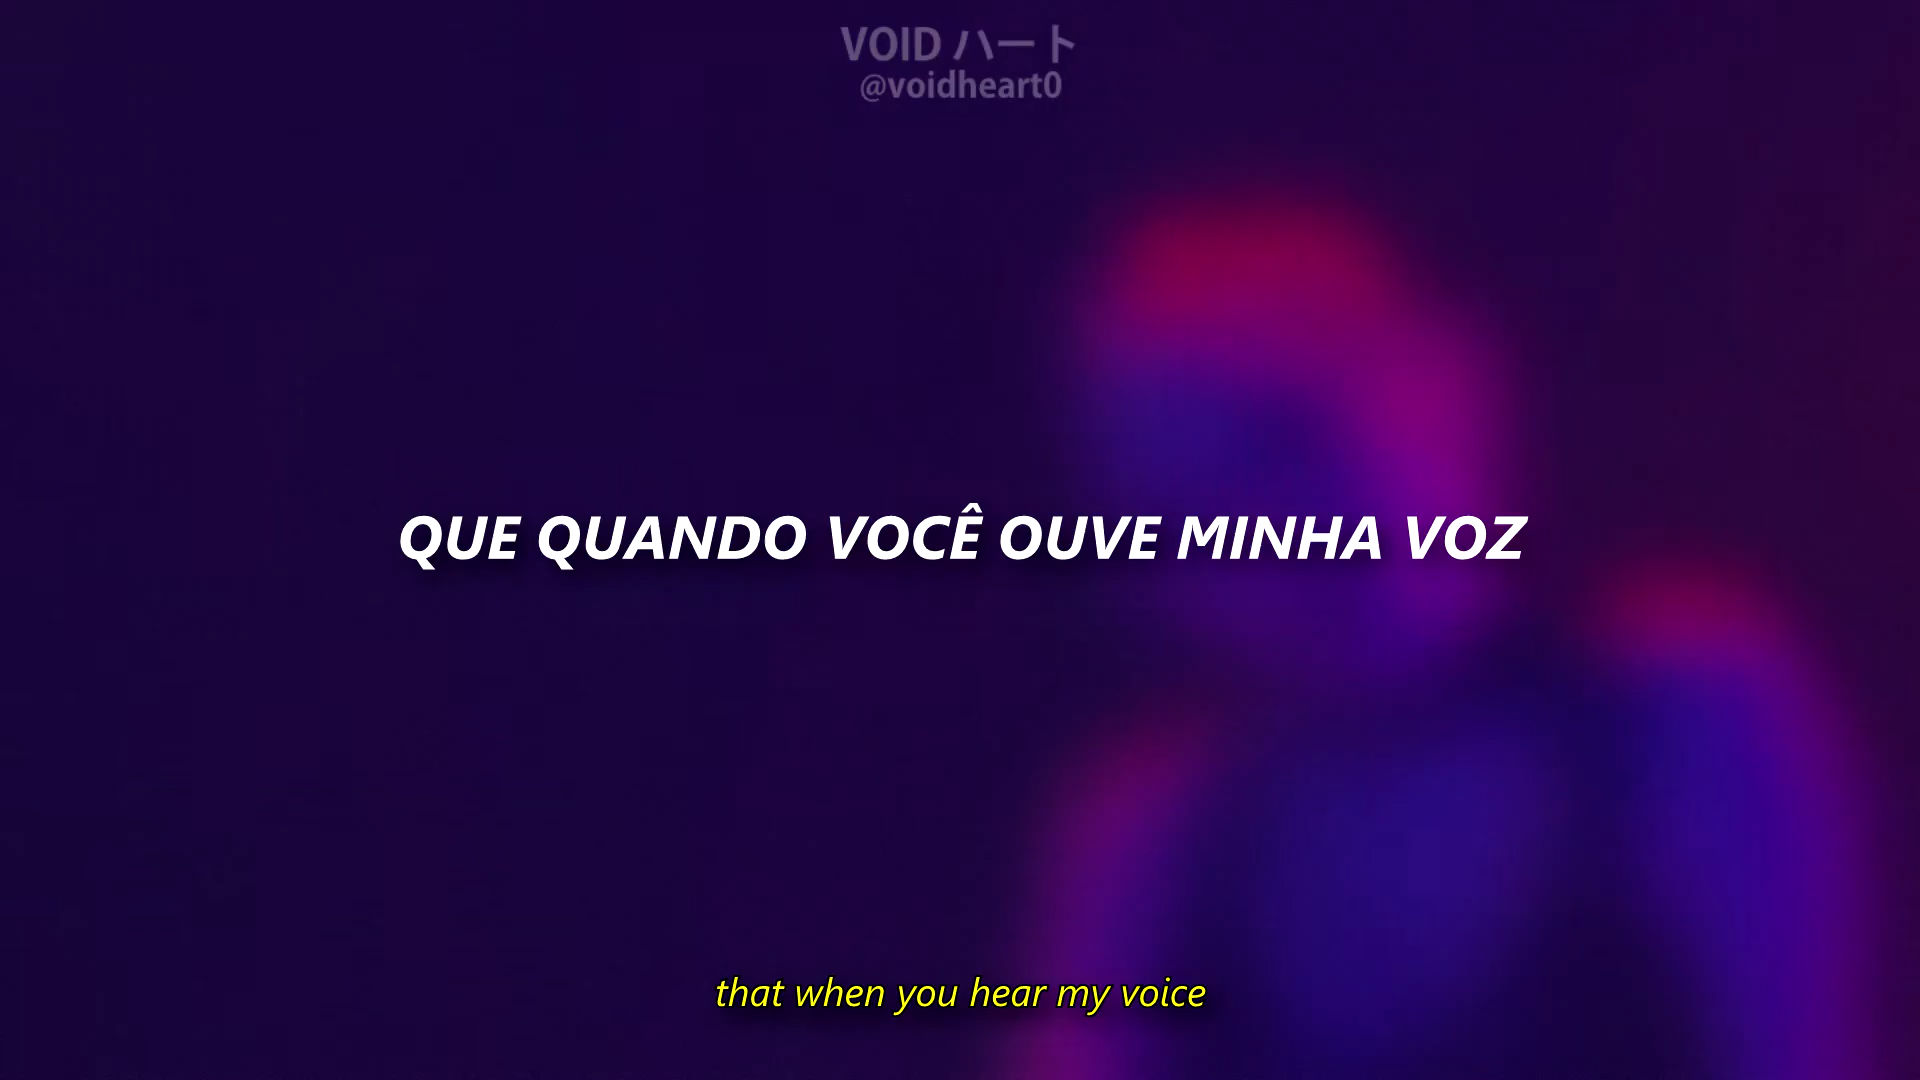 VOID ハート
@voidheart0
QUE QUANDO VOCÊ OUVE MINHA VOZ
that when you hear my voice